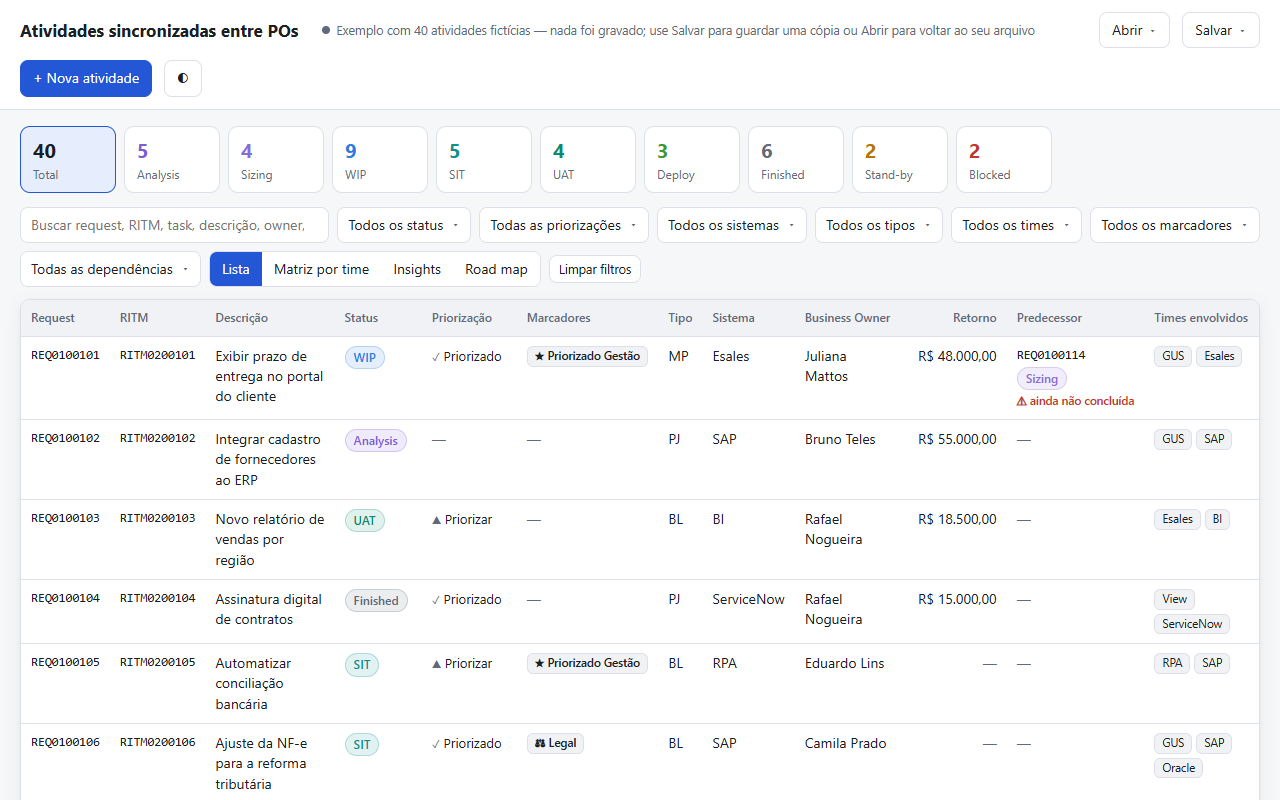 Atividades sincronizadas entre POs
Exemplo com 40 atividades fictícias — nada foi gravado; use Salvar para guardar uma cópia ou Abrir para voltar ao seu arquivo
Abrir
Salvar
+ Nova atividade
40
Total
5
Analysis
4
Sizing
9
WIP
5
SIT
4
UAT
3
Deploy
6
Finished
2
Stand-by
2
Blocked
Buscar request, RITM, task, descrição, owner,
Todos os status
Todas as priorizações
Todos os sistemas
Todos os tipos
Todos os times
Todos os marcadores
Todas as dependências
Lista
Matriz por time
Insights
Road map
Limpar filtros
Request RITM Descrição Status Priorização Marcadores Tipo Sistema Business Owner Retorno Predecessor Times envolvidos
REQ0100101 RITM0200101 Exibir prazo de WIP ✓ Priorizado ★ Priorizado Gestão MP Esales Juliana R$ 48.000,00 REQ0100114 GUS Esales
entrega no portal Mattos Sizing
do cliente ⚠ ainda não concluída
REQ0100102 RITM0200102 Integrar cadastro Analysis — — PJ SAP Bruno Teles R$ 55.000,00 — GUS SAP
de fornecedores
ao ERP
REQ0100103 RITM0200103 Novo relatório de UAT ▲ Priorizar — BL BI Rafael R$ 18.500,00 — Esales BI
vendas por Nogueira
região
REQ0100104 RITM0200104 Assinatura digital Finished ✓ Priorizado — PJ ServiceNow Rafael R$ 15.000,00 — View
de contratos Nogueira ServiceNow
REQ0100105 RITM0200105 Automatizar SIT ▲ Priorizar ★ Priorizado Gestão BL RPA Eduardo Lins — — RPA SAP
conciliação
bancária
REQ0100106 RITM0200106 Ajuste da NF-e SIT ✓ Priorizado Legal BL SAP Camila Prado — — GUS SAP
para a reforma Oracle
tributária